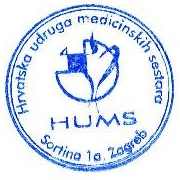 Hrvatska udruga medicinskih sestara
HUMS
Sortina 1a, Zagreb